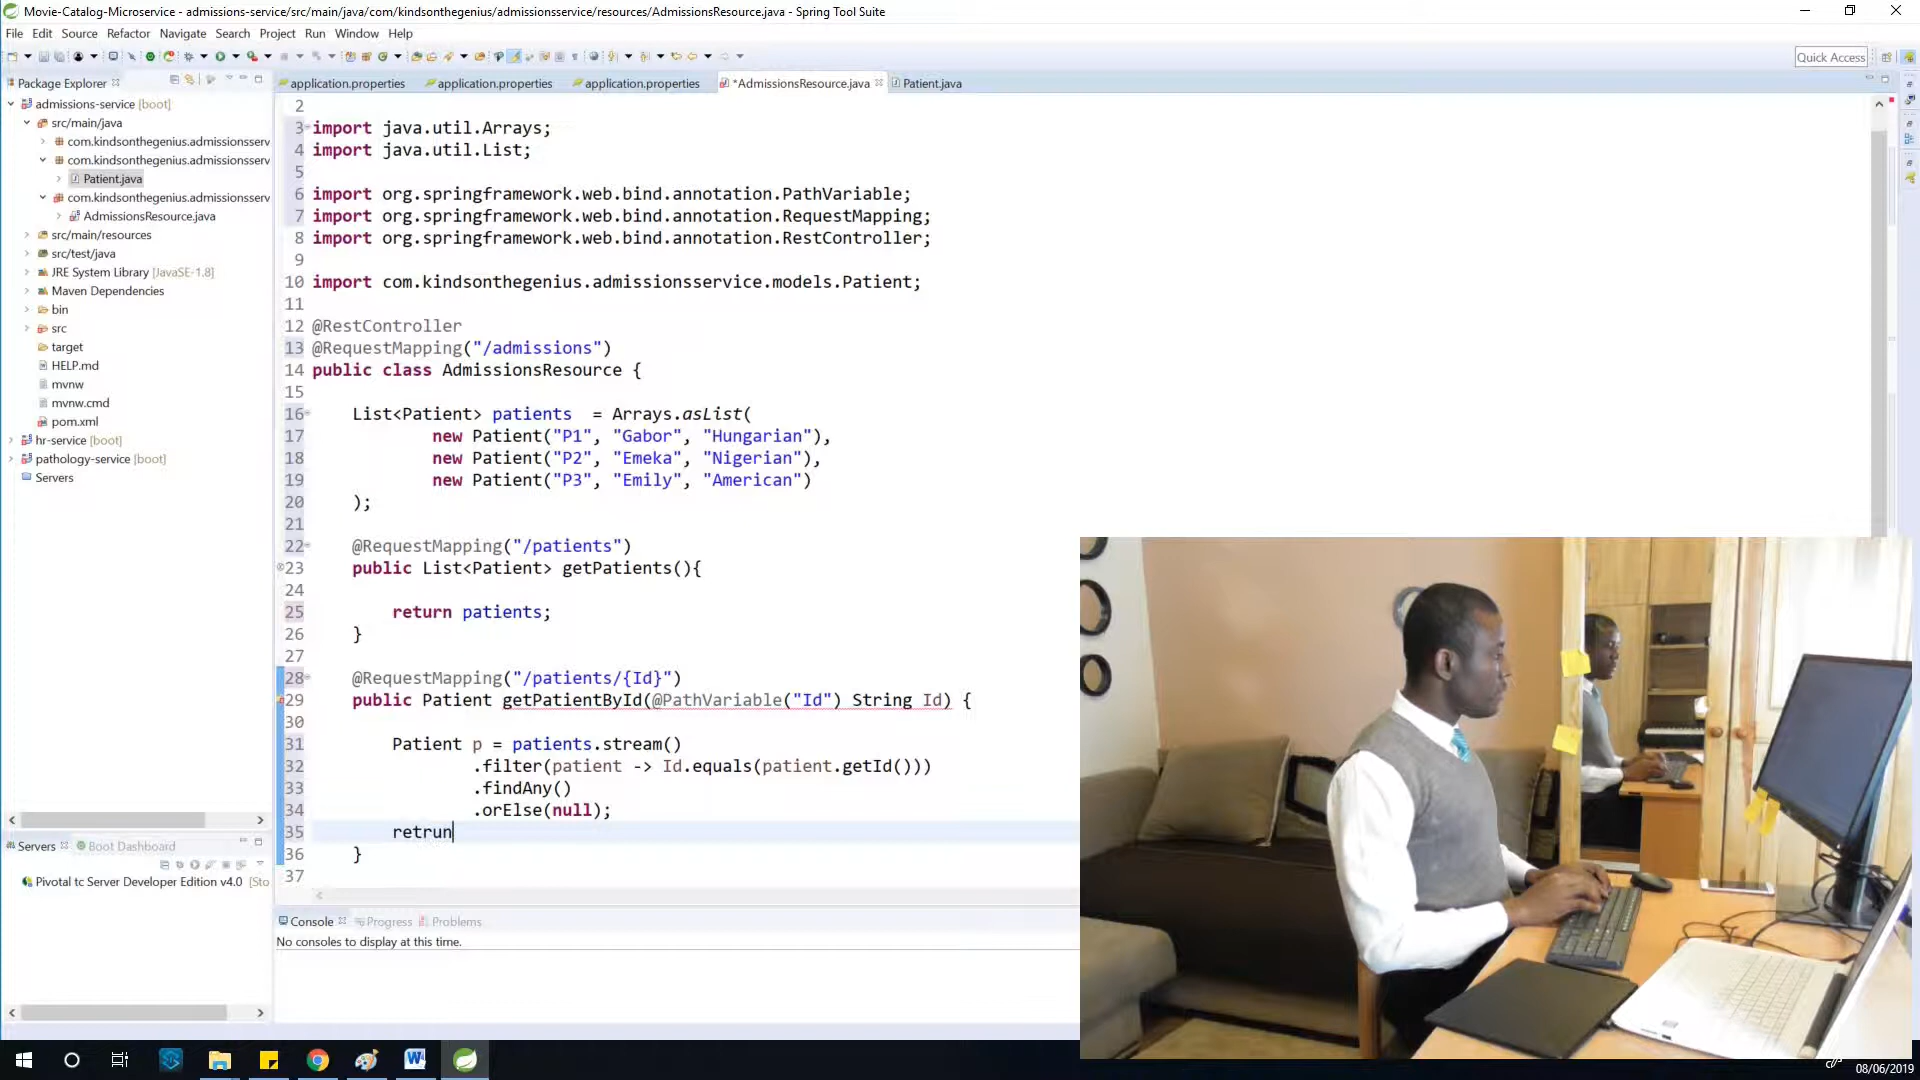 Movie-Catalog-Microservice - admissions-service/src/main/java/com/kindsonthegenius/admissionsservice/resources/AdmissionsResource.java - Spring Tool Suite
File Edit Source Refactor Navigate Search Project Run Window Help
Quick Access
Package Explorer
admissions-service [boot]
src/main/java
com.kindsonthegenius.admissionsserv
com.kindsonthegenius.admissionsserv
Patient.java
com.kindsonthegenius.admissionsserv
AdmissionsResource.java
src/main/resources
src/test/java
JRE System Library [JavaSE-1.8]
Maven Dependencies
bin
src
target
HELP.md
mvnw
mvnw.cmd
pom.xml
hr-service [boot]
pathology-service [boot]
Servers
Servers Boot Dashboard
Pivotal tc Server Developer Edition v4.0 [Sto
application.properties application.properties application.properties *AdmissionsResource.java Patient.java
2
3 import java.util.Arrays;
4 import java.util.List;
5
6 import org.springframework.web.bind.annotation.PathVariable;
7 import org.springframework.web.bind.annotation.RequestMapping;
8 import org.springframework.web.bind.annotation.RestController;
9
10 import com.kindsonthegenius.admissionsservice.models.Patient;
11
12 @RestController
13 @RequestMapping("/admissions")
14 public class AdmissionsResource {
15
16 List<Patient> patients = Arrays.asList(
17 new Patient("P1", "Gabor", "Hungarian"),
18 new Patient("P2", "Emeka", "Nigerian"),
19 new Patient("P3", "Emily", "American")
20 );
21
22 @RequestMapping("/patients")
23 public List<Patient> getPatients(){
24
25 return patients;
26 }
27
28 @RequestMapping("/patients/{Id}")
29 public Patient getPatientById(@PathVariable("Id") String Id) {
30
31 Patient p = patients.stream()
32 .filter(patient -> Id.equals(patient.getId()))
33 .findAny()
34 .orElse(null);
35 retrun
36 }
37
Console Progress Problems
No consoles to display at this time.
08/06/2019